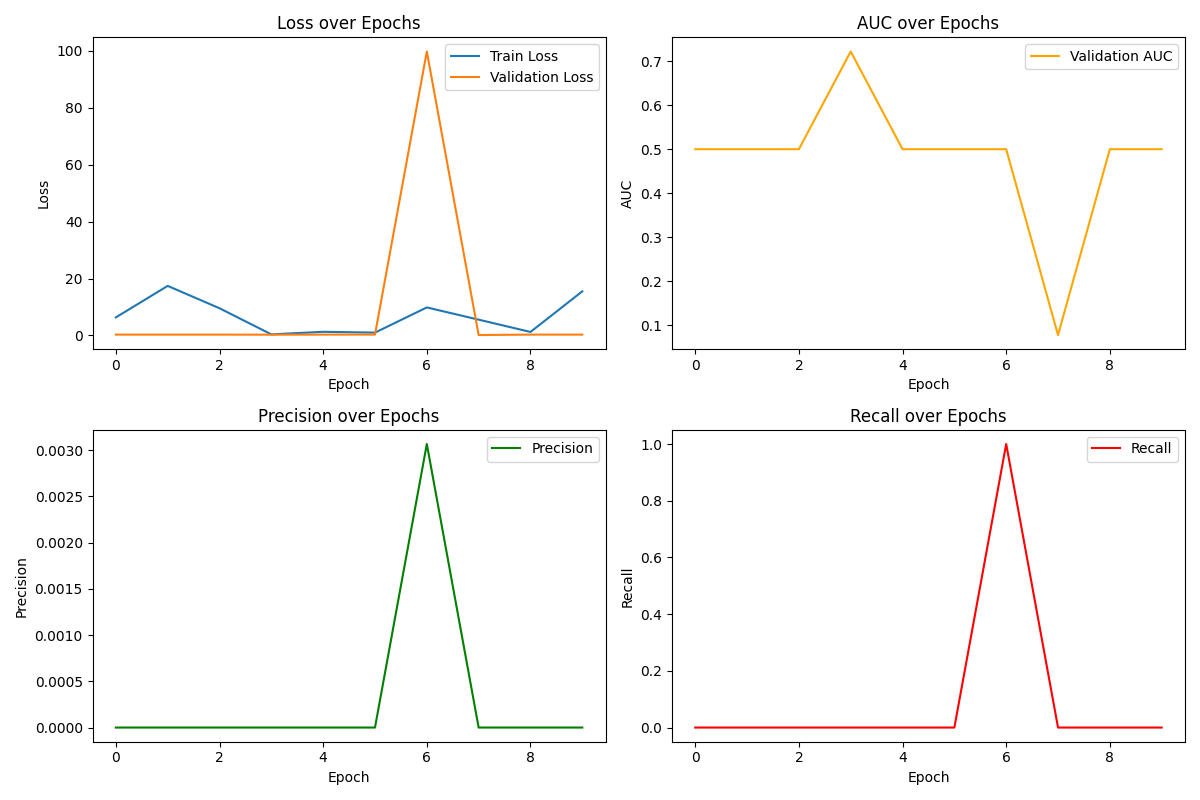 Loss over Epochs
100
80
60
40
20
0
Loss
0 2 4 6 8
Epoch
Train Loss
Validation Loss
AUC over Epochs
0.7
0.6
0.5
0.4
0.3
0.2
0.1
AUC
0 2 4 6 8
Epoch
Validation AUC
Precision over Epochs
0.0030
0.0025
0.0020
0.0015
0.0010
0.0005
0.0000
Precision
0 2 4 6 8
Epoch
Precision
Recall over Epochs
1.0
0.8
0.6
0.4
0.2
0.0
Recall
0 2 4 6 8
Epoch
Recall